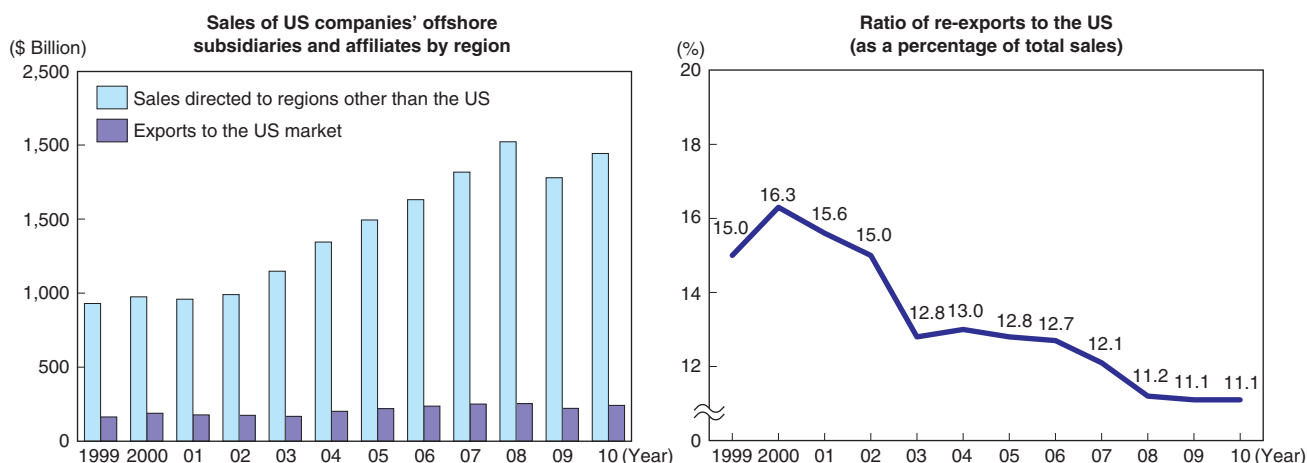 Sales of US companies’ offshore
subsidiaries and affiliates by region
($ Billion)
2,500
1,500
1,500
1,000
500
0
Sales directed to regions other than the US
Exports to the US market
1999 2000 01 02 03 04 05 06 07 08 09 10 (Year)
Ratio of re-exports to the US
(as a percentage of total sales)
(%)
20
18
16
14
12
0
15.0
16.3
15.6
15.0
12.8
13.0
12.8
12.7
12.1
11.2
11.1
11.1
1999 2000 01 02 03 04 05 06 07 08 09 10 (Year)